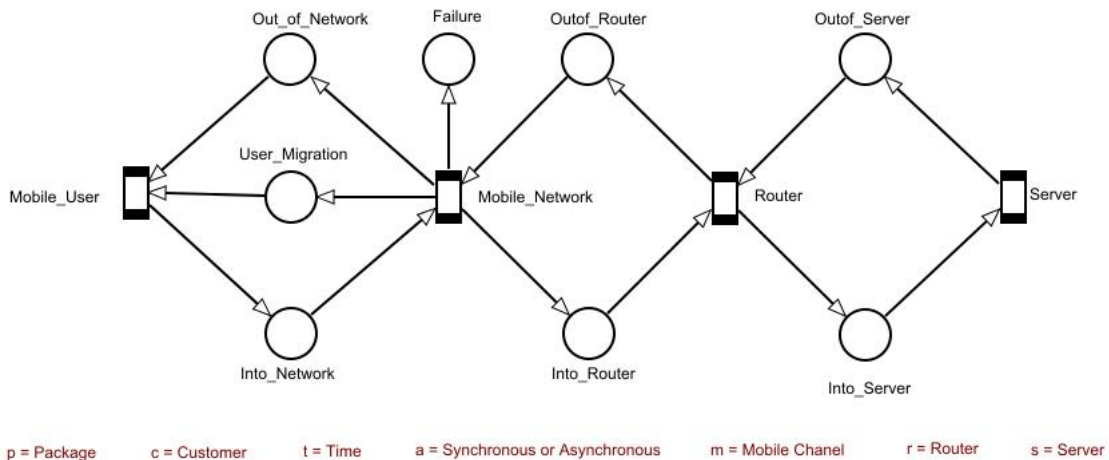 Out_of_Network
Failure
Outof_Router
Outof_Server
User_Migration
Mobile_User
Mobile_Network
Router
Server
Into_Network
Into_Router
Into_Server
p = Package
c = Customer
t = Time
a = Synchronous or Asynchronous
m = Mobile Chanel
r = Router
s = Server